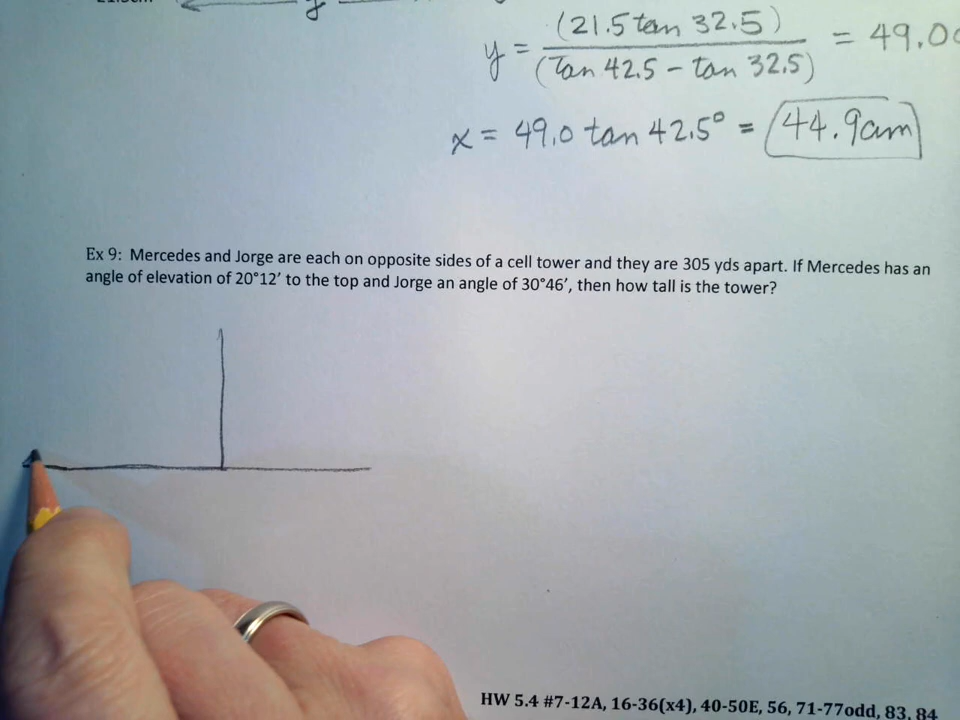 y
y = (21.5 tan 32.5) / (Tan 42.5 - tan 32.5) = 49.0
x = 49.0 tan 42.5° = 44.9cm
Ex 9: Mercedes and Jorge are each on opposite sides of a cell tower and they are 305 yds apart. If Mercedes has an
angle of elevation of 20°12’ to the top and Jorge an angle of 30°46’, then how tall is the tower?
HW 5.4 #7-12A, 16-36(x4), 40-50E, 56, 71-77odd, 83, 84